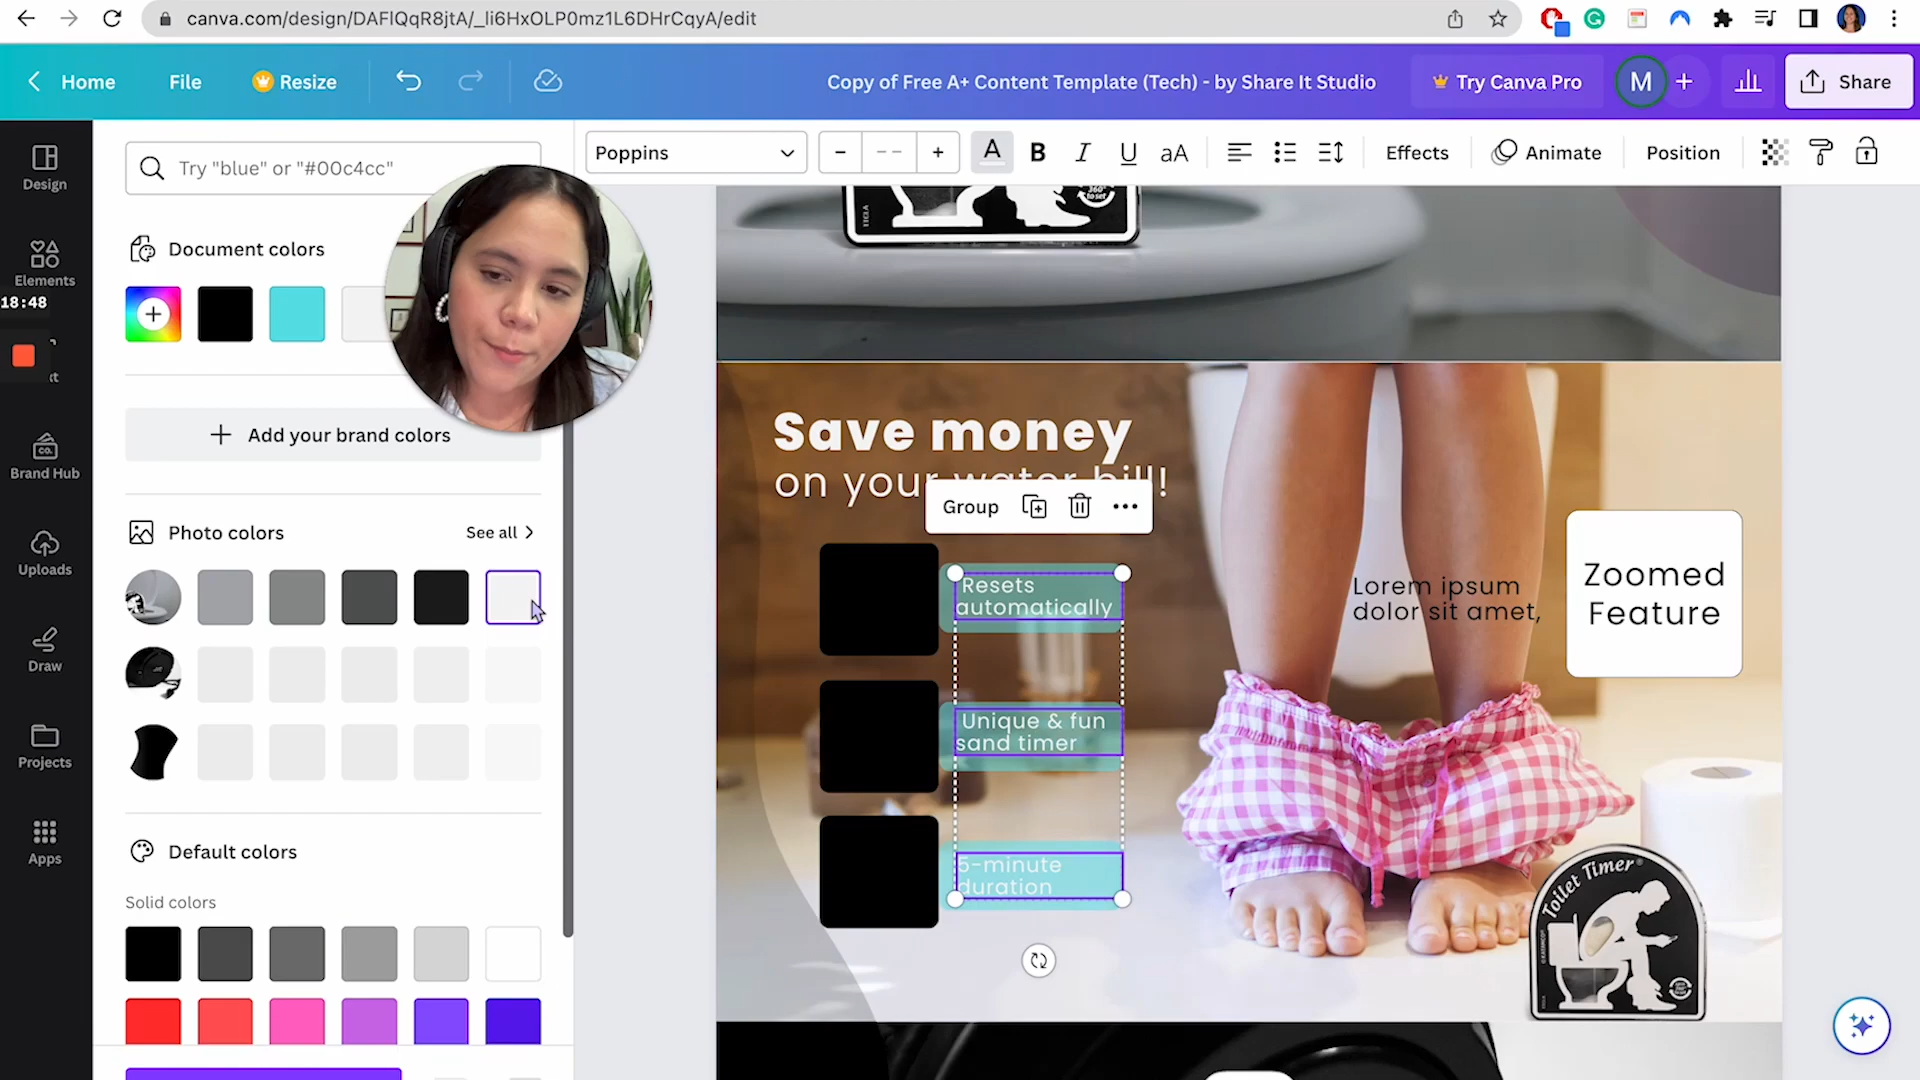 canva.com/design/DAFlQqR8jtA/_li6HxOLP0mz1L6DHrCqyA/edit
Home
File
Resize
Copy of Free A+ Content Template (Tech) - by Share It Studio
Try Canva Pro
M
Share
Try "blue" or "#00c4cc"
Poppins
A
B
I
U
aA
Effects
Animate
Position
Design
Elements
18:48
xt
Brand Hub
Uploads
Draw
Projects
Apps
Document colors
Add your brand colors
Photo colors
See all
Default colors
Solid colors
Save money
on your water bill!
Group
Resets
automatically
Unique & fun
sand timer
5-minute
duration
Lorem ipsum
dolor sit amet,
Zoomed
Feature
Toilet Timer®